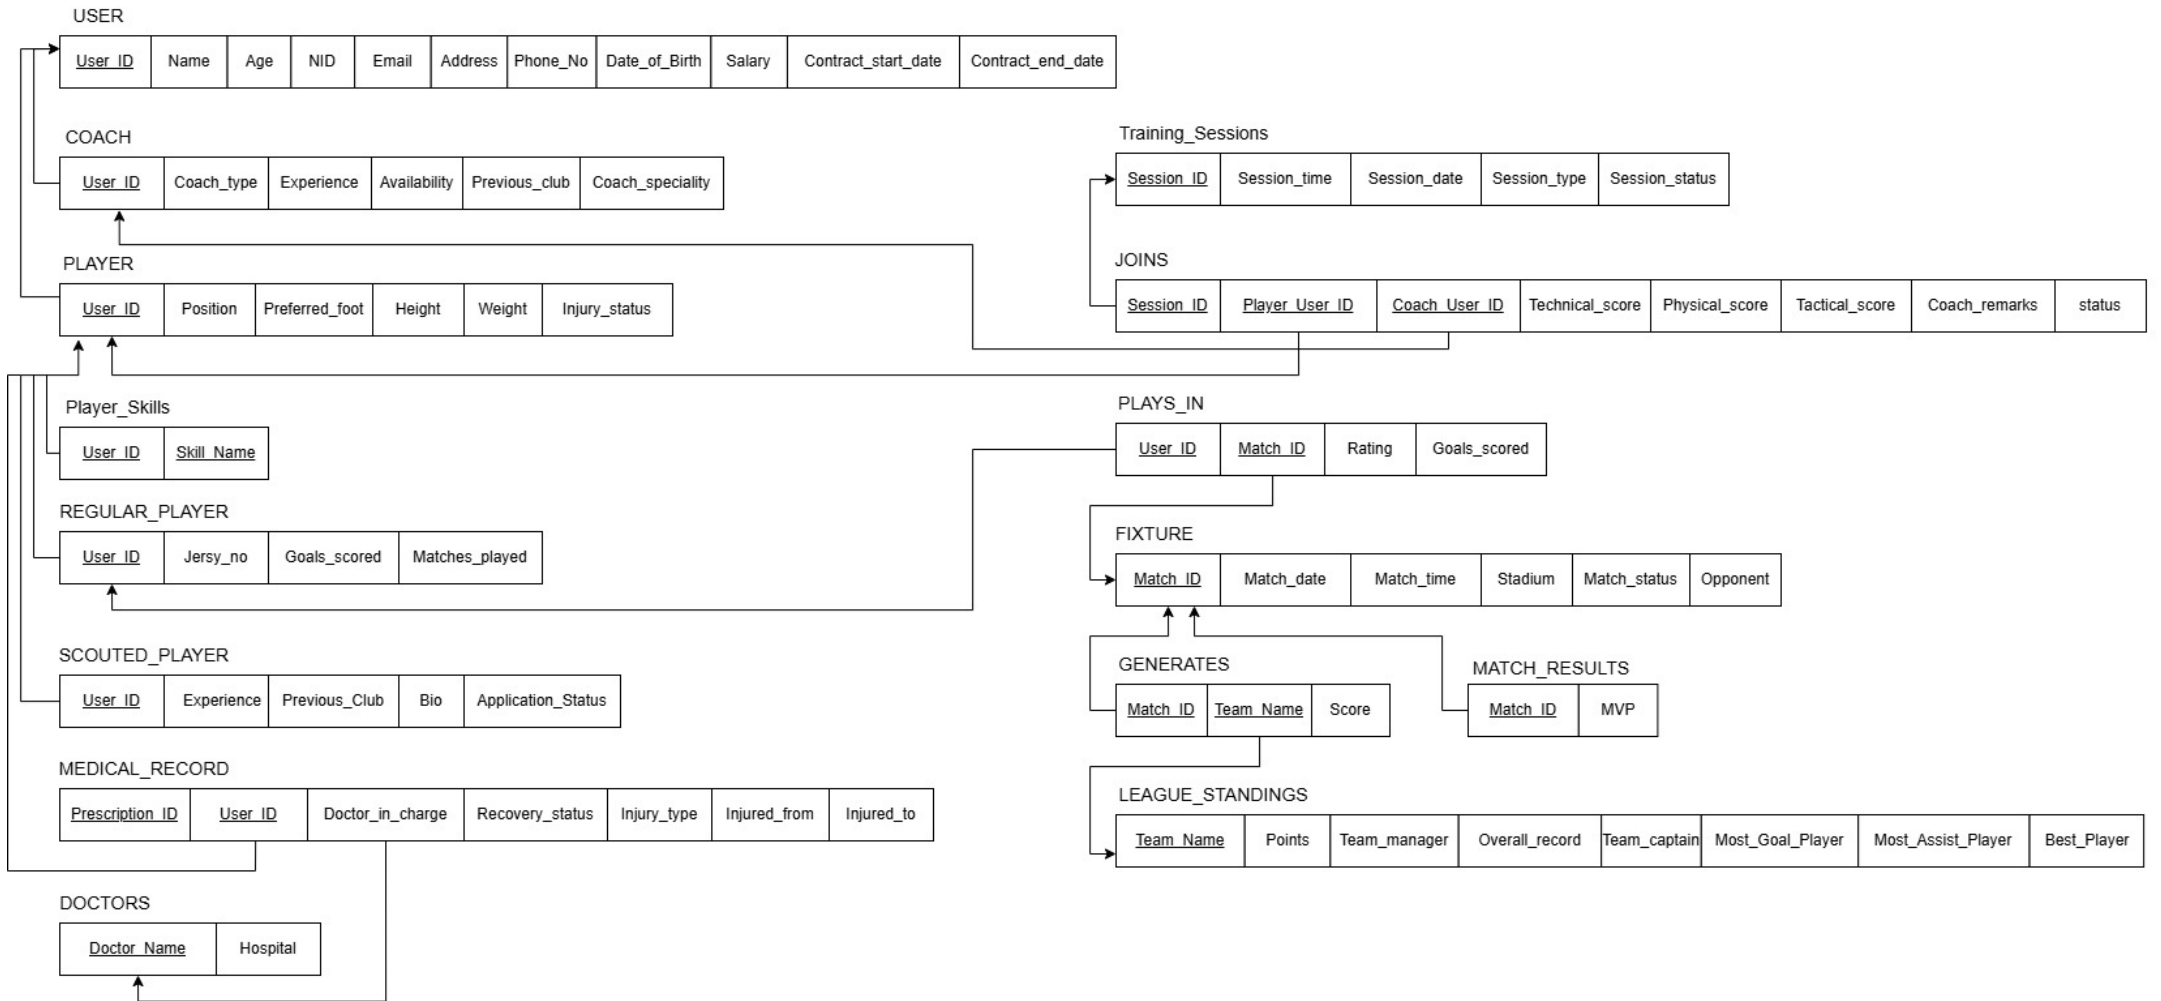 USER
User_ID Name Age NID Email Address Phone_No Date_of_Birth Salary Contract_start_date Contract_end_date
COACH
User_ID Coach_type Experience Availability Previous_club Coach_speciality
PLAYER
User_ID Position Preferred_foot Height Weight Injury_status
Player_Skills
User_ID Skill_Name
REGULAR_PLAYER
User_ID Jersy_no Goals_scored Matches_played
SCOUTED_PLAYER
User_ID Experience Previous_Club Bio Application_Status
MEDICAL_RECORD
Prescription_ID User_ID Doctor_in_charge Recovery_status Injury_type Injured_from Injured_to
DOCTORS
Doctor_Name Hospital
Training_Sessions
Session_ID Session_time Session_date Session_type Session_status
JOINS
Session_ID Player_User_ID Coach_User_ID Technical_score Physical_score Tactical_score Coach_remarks status
PLAYS_IN
User_ID Match_ID Rating Goals_scored
FIXTURE
Match_ID Match_date Match_time Stadium Match_status Opponent
GENERATES
Match_ID Team_Name Score
MATCH_RESULTS
Match_ID MVP
LEAGUE_STANDINGS
Team_Name Points Team_manager Overall_record Team_captain Most_Goal_Player Most_Assist_Player Best_Player